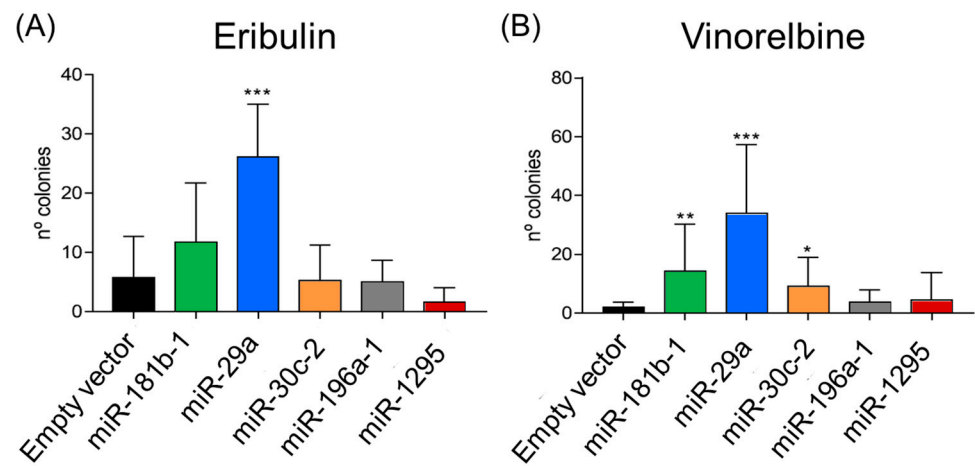 (A)
Eribulin
nº colonies
40
30
20
10
0
***
Empty vector
miR-181b-1
miR-29a
miR-30c-2
miR-196a-1
miR-1295
(B)
Vinorelbine
nº colonies
80
60
40
20
0
**
***
*
Empty vector
miR-181b-1
miR-29a
miR-30c-2
miR-196a-1
miR-1295